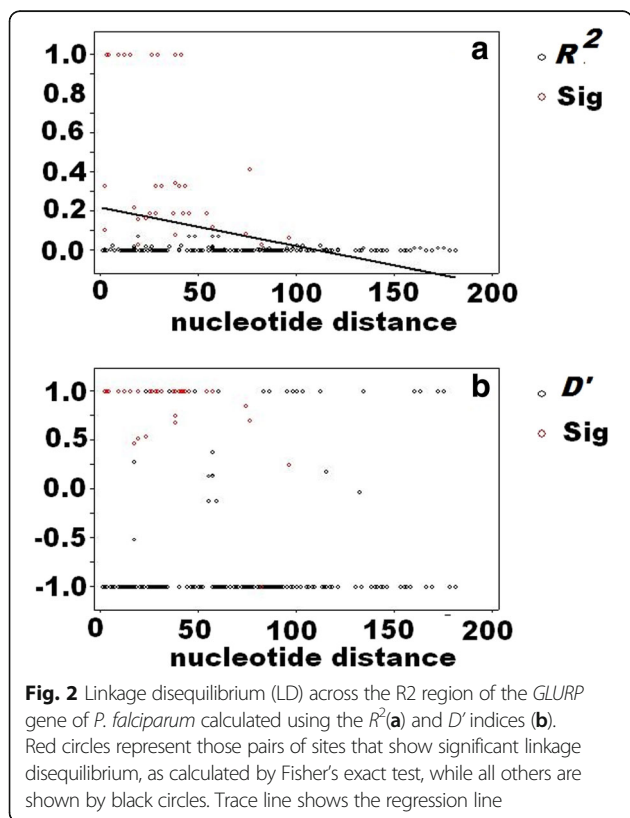 a
R²
Sig
1.0
0.8
0.6
0.4
0.2
0.0
0 50 100 150 200
nucleotide distance
b
D'
Sig
1.0
0.5
0.0
-0.5
-1.0
0 50 100 150 200
nucleotide distance
Fig. 2 Linkage disequilibrium (LD) across the R2 region of the GLURP
gene of P. falciparum calculated using the R²(a) and D' indices (b).
Red circles represent those pairs of sites that show significant linkage
disequilibrium, as calculated by Fisher's exact test, while all others are
shown by black circles. Trace line shows the regression line